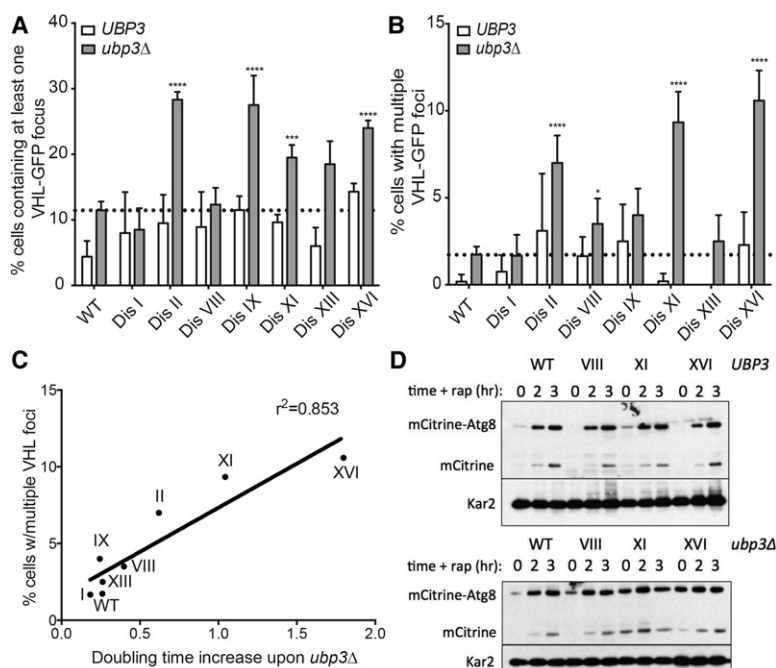 A
UBP3
ubp3Δ
% cells containing at least one
VHL-GFP focus
40
30
20
10
0
**** **** *** ****
WT Dis I Dis II Dis VIII Dis IX Dis XI Dis XIII Dis XVI
B
UBP3
ubp3Δ
% cells with multiple
VHL-GFP foci
15
10
5
0
**** * **** ****
WT Dis I Dis II Dis VIII Dis IX Dis XI Dis XIII Dis XVI
C
% cells w/multiple VHL foci
15
10
5
0
r²=0.853
XI
XVI
II
IX
VIII
XIII
I
WT
0.0 0.5 1.0 1.5 2.0
Doubling time increase upon ubp3Δ
D
WT VIII XI XVI UBP3
time + rap (hr): 0 2 3 0 2 3 0 2 3 0 2 3
mCitrine-Atg8
mCitrine
Kar2
WT VIII XI XVI ubp3Δ
time + rap (hr): 0 2 3 0 2 3 0 2 3 0 2 3
mCitrine-Atg8
mCitrine
Kar2